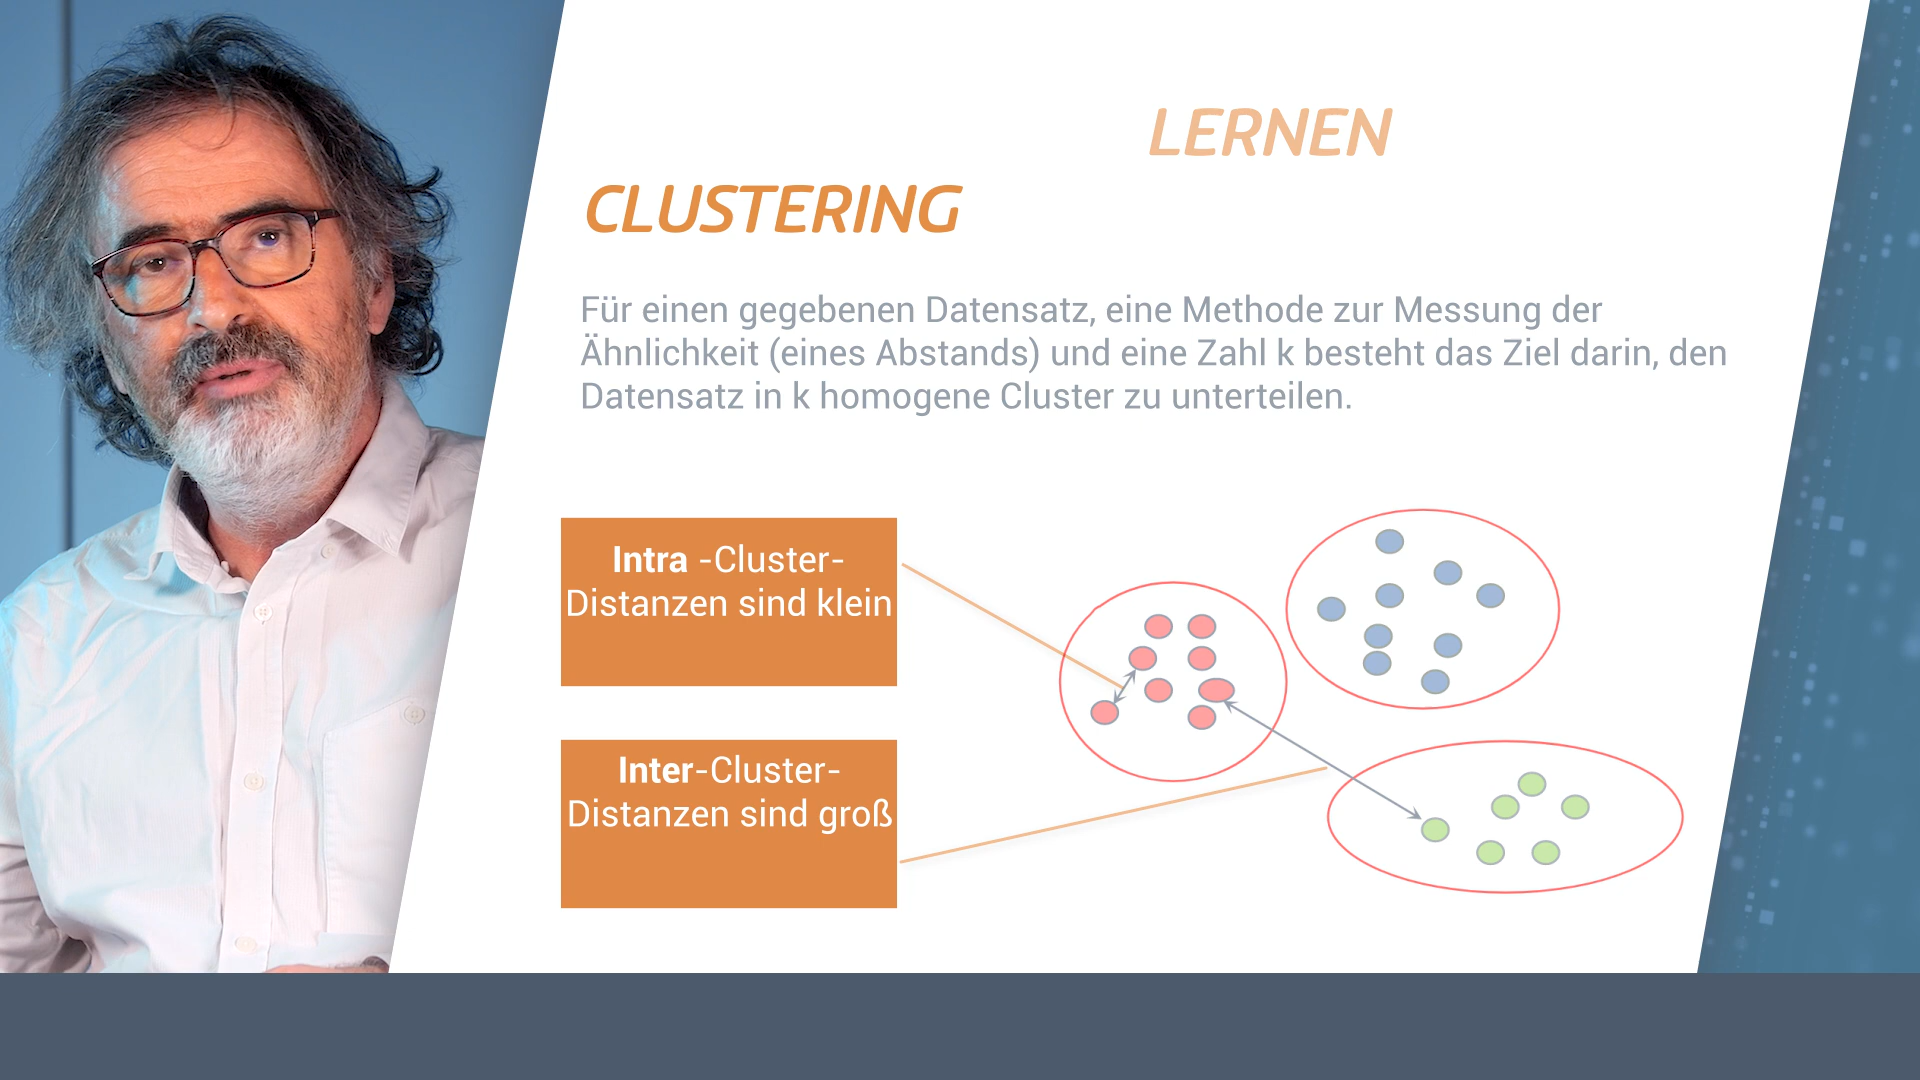 LERNEN
CLUSTERING
Für einen gegebenen Datensatz, eine Methode zur Messung der
Ähnlichkeit (eines Abstands) und eine Zahl k besteht das Ziel darin, den
Datensatz in k homogene Cluster zu unterteilen.
Intra -Cluster-
Distanzen sind klein
Inter-Cluster-
Distanzen sind groß